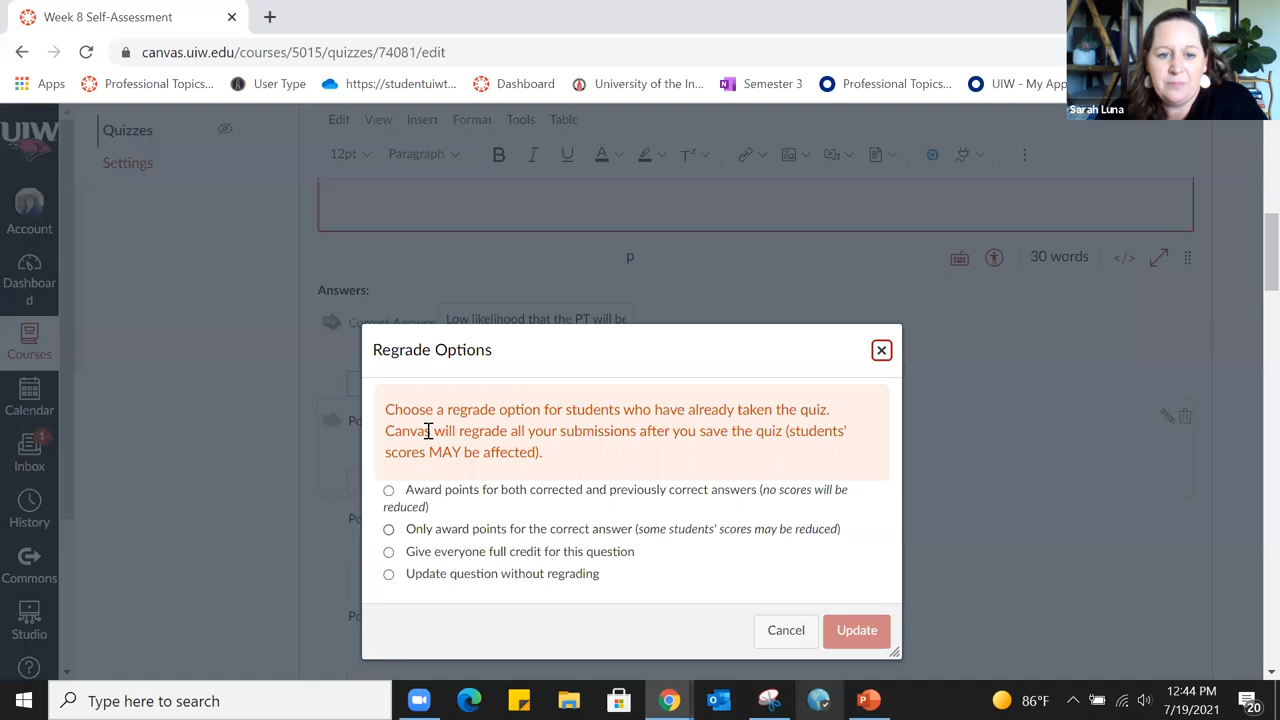 Week 8 Self-Assessment
canvas.uiw.edu/courses/5015/quizzes/74081/edit
Apps Professional Topics... User Type https://studentuiwt... Dashboard University of the In... Semester 3 Professional Topics... UIW - My App
Sarah Luna
UIW
Quizzes
Settings
Account
Dashboar
d
Courses
Calendar
1
Inbox
History
Commons
Studio
Edit View Insert Format Tools Table
12pt Paragraph B I U A T²
p
30 words </>
Answers:
Correct Answer Low likelihood that the PT will be
Regrade Options
Choose a regrade option for students who have already taken the quiz.
Canvas will regrade all your submissions after you save the quiz (students'
scores MAY be affected).
Award points for both corrected and previously correct answers (no scores will be
reduced)
Only award points for the correct answer (some students' scores may be reduced)
Give everyone full credit for this question
Update question without regrading
Cancel Update
Po
Po
Po
Type here to search
86°F
12:44 PM
7/19/2021
20